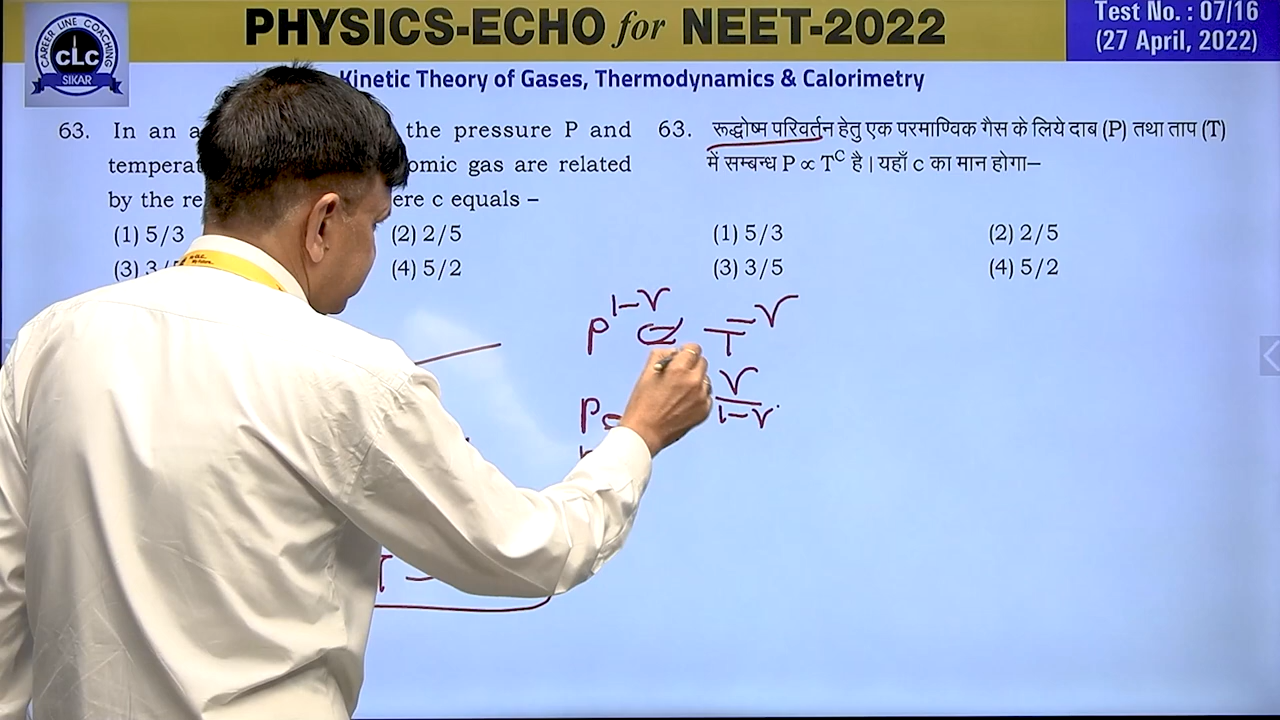 PHYSICS-ECHO for NEET-2022
Test No. : 07/16
(27 April, 2022)
CAREER LINE COACHING
CLC
SIKAR
Kinetic Theory of Gases, Thermodynamics & Calorimetry
63. In an a the pressure P and
omic gas are related
by the ere c equals –
(1) 5/3 (2) 2/5
(4) 5/2
63. रूद्धोष्म परिवर्तन हेतु एक परमाण्विक गैस के लिये दाब (P) तथा ताप (T)
में सम्बन्ध P ∝ T^C है। यहाँ c का मान होगा–
(1) 5/3 (2) 2/5
(3) 3/5 (4) 5/2
P^1-γ ∝ T^-γ
P γ/1-γ